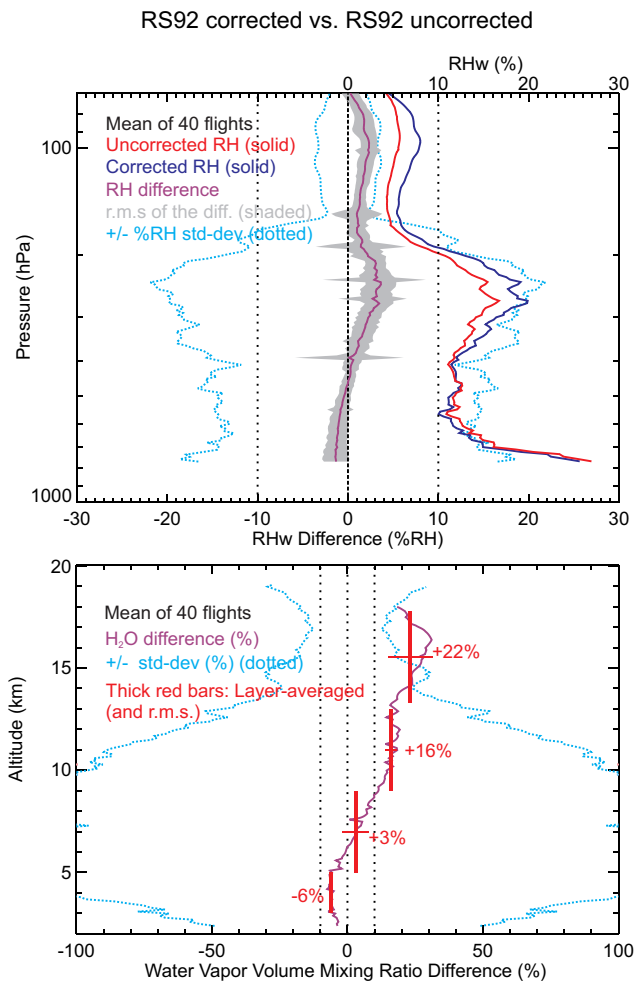 RS92 corrected vs. RS92 uncorrected
RHw (%)
0 10 20 30
Mean of 40 flights
Uncorrected RH (solid)
Corrected RH (solid)
RH difference
r.m.s of the diff. (shaded)
+/- %RH std-dev (dotted)
100
1000
Pressure (hPa)
-30 -20 -10 0 10 20 30
RHw Difference (%RH)
20
15
10
5
Altitude (km)
Mean of 40 flights
H₂O difference (%)
+/- std-dev (%) (dotted)
Thick red bars: Layer-averaged
(and r.m.s.)
+22%
+16%
+3%
-6%
-100 -50 0 50 100
Water Vapor Volume Mixing Ratio Difference (%)